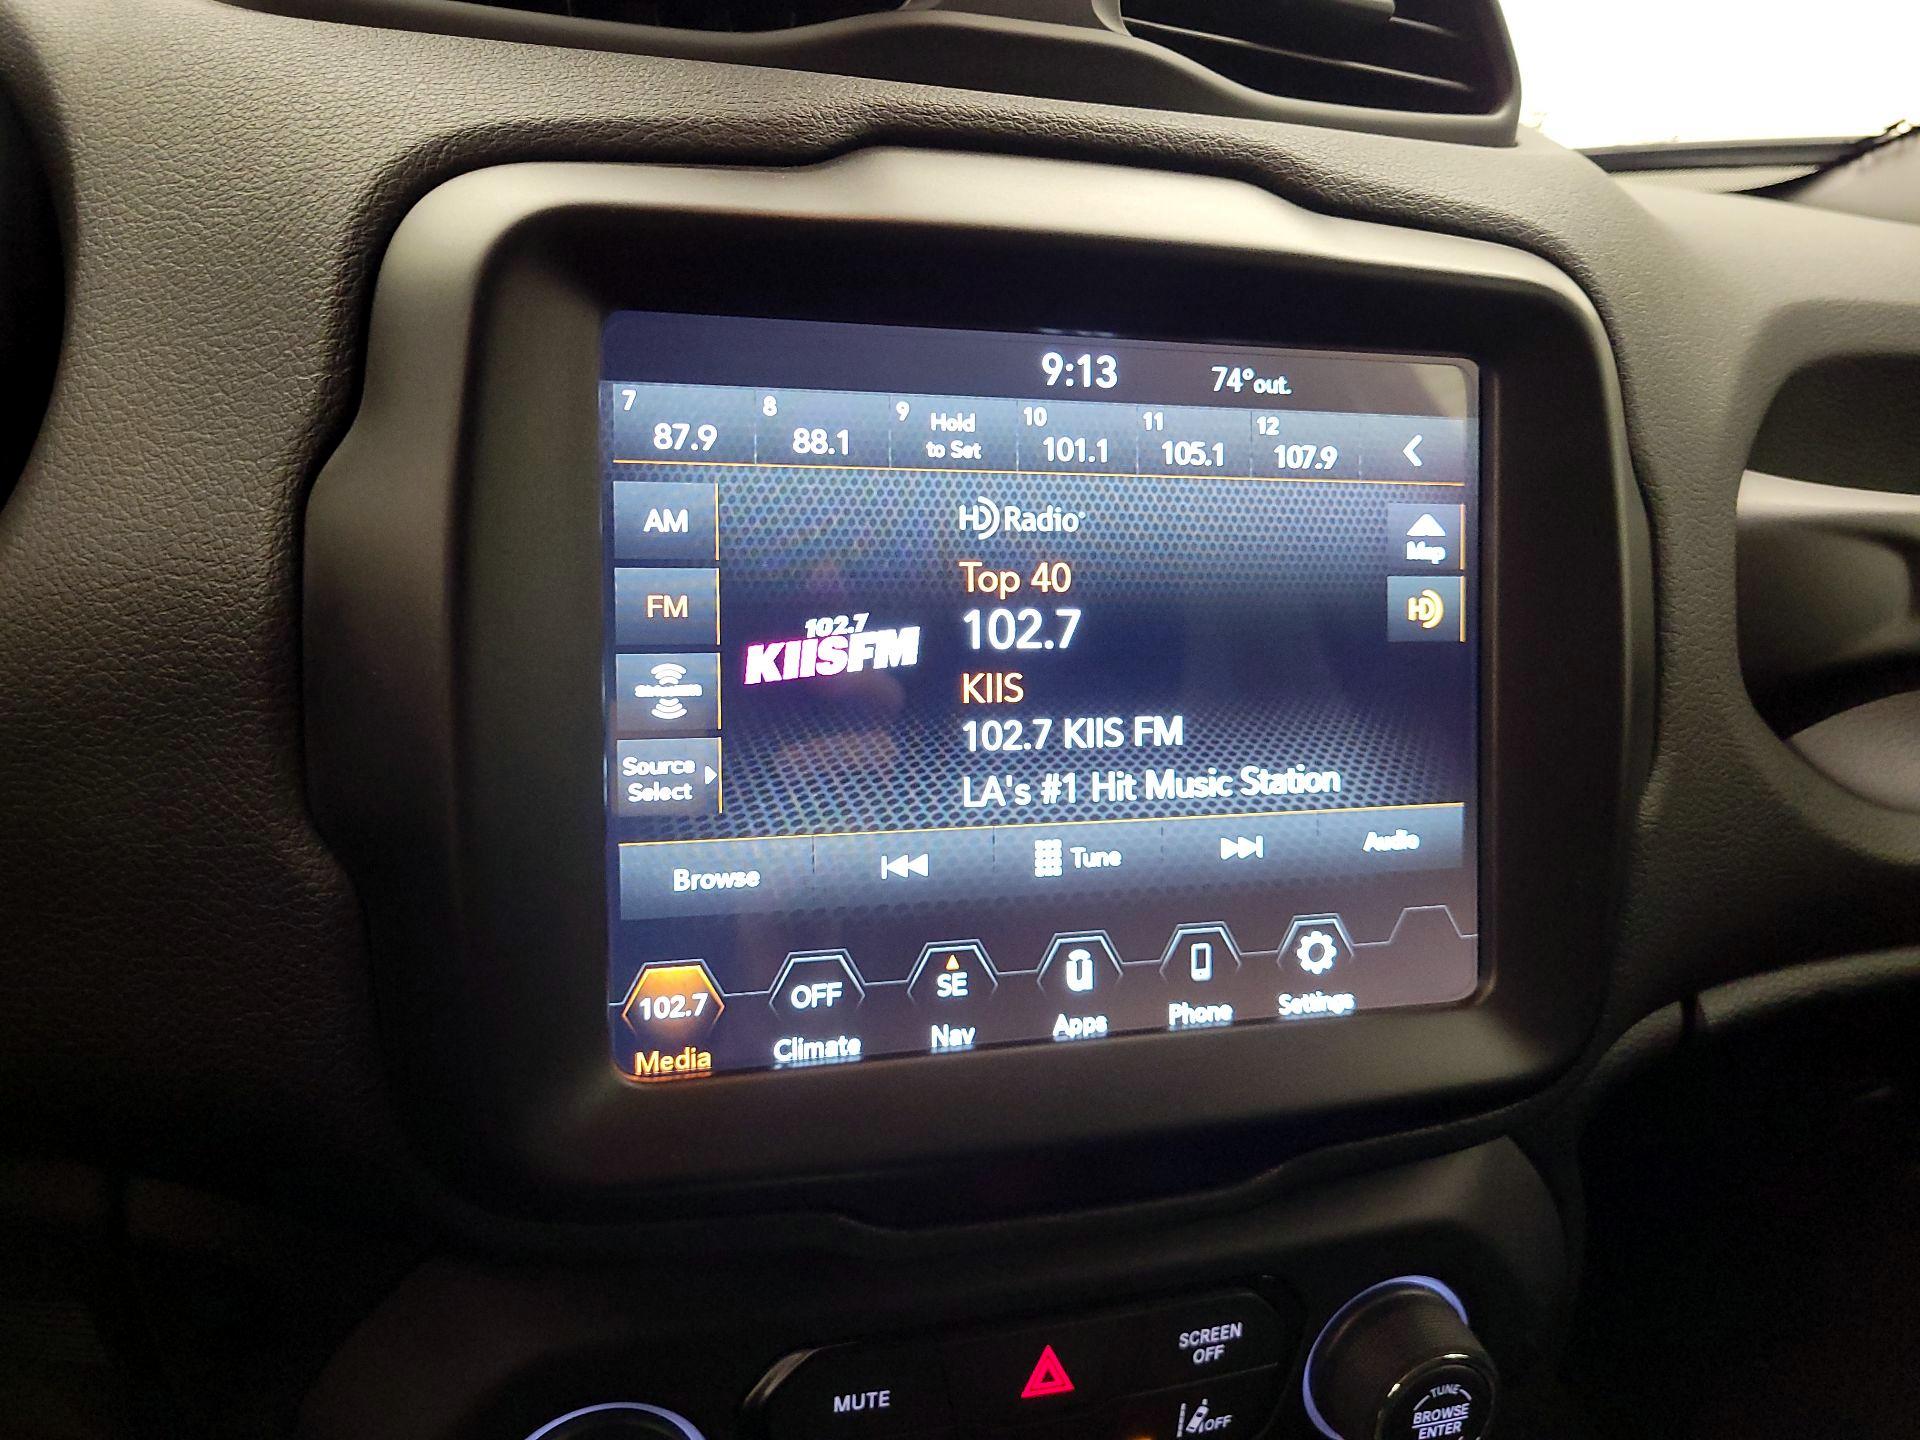 9:13
74° out.
7 8 9 10 11 12
87.9 88.1 Hold to Set 101.1 105.1 107.9
AM
HD Radio
Map
Top 40
FM
102.7
HD
102.7
KIISFM
KIIS
102.7 KIIS FM
Source
Select
LA's #1 Hit Music Station
Browse Tune Audio
102.7 OFF SE
Media Climate Nav Apps Phone Settings
SCREEN
OFF
MUTE
OFF
TUNE
BROWSE
ENTER